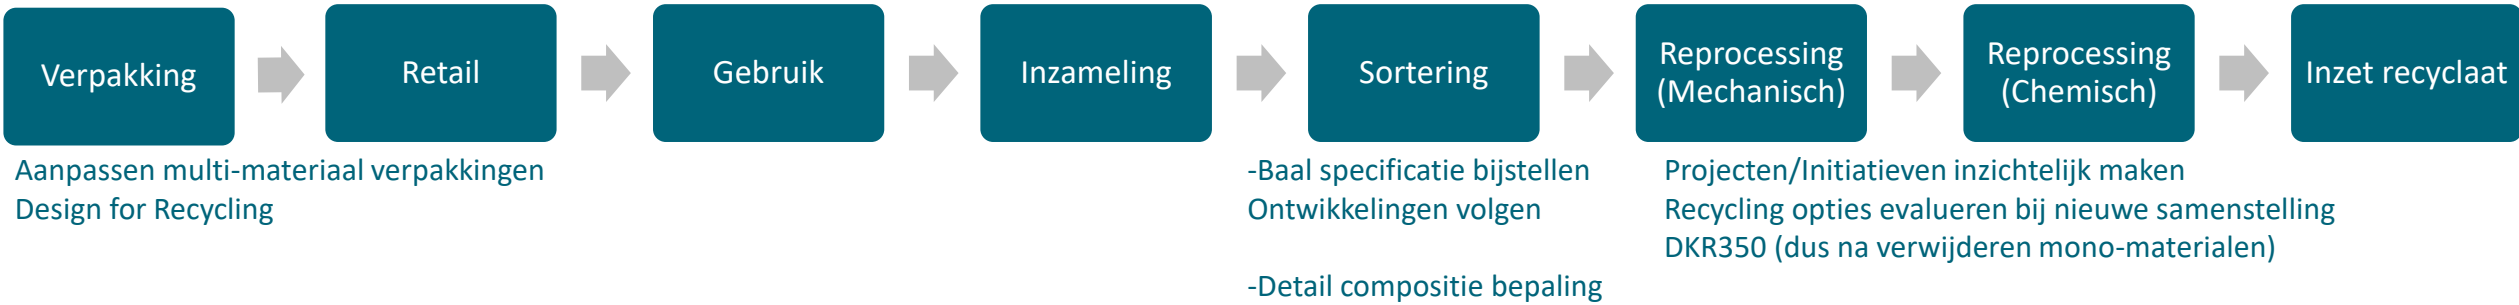 Verpakking
Retail
Gebruik
Inzameling
Sortering
Reprocessing
(Mechanisch)
Reprocessing
(Chemisch)
Inzet recyclaat
Aanpassen multi-materiaal verpakkingen
Design for Recycling
-Baal specificatie bijstellen
Ontwikkelingen volgen
-Detail compositie bepaling
Projecten/Initiatieven inzichtelijk maken
Recycling opties evalueren bij nieuwe samenstelling
DKR350 (dus na verwijderen mono-materialen)